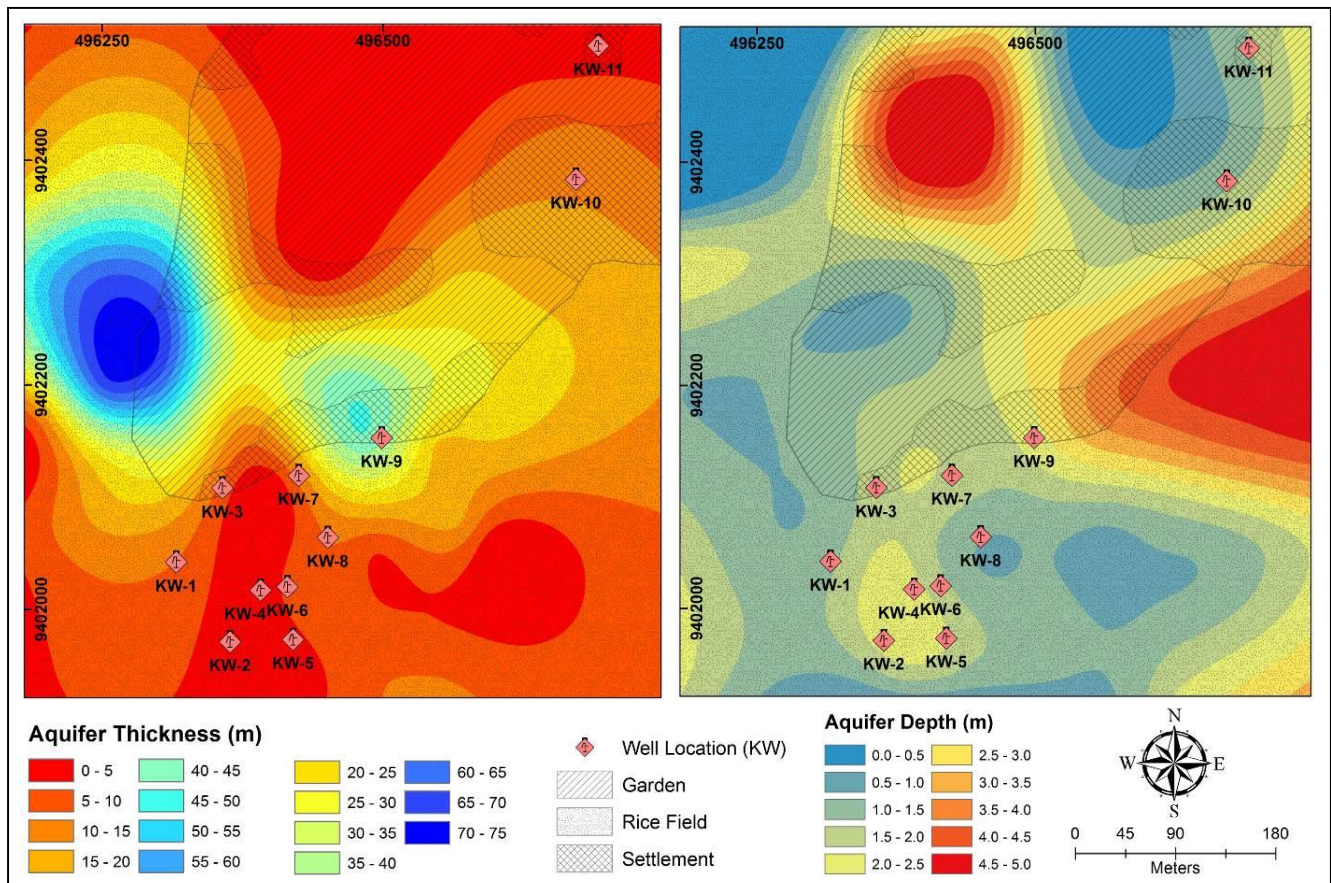 496250
496500
KW-11
9402400
KW-10
9402200
KW-9
KW-7
KW-3
KW-8
KW-1
9402000
KW-4 KW-6
KW-2
KW-5
496250
496500
KW-11
9402400
KW-10
9402200
KW-9
KW-7
KW-3
KW-8
KW-1
9402000
KW-4
KW-6
KW-2
KW-5
Aquifer Thickness (m)
0 - 5
5 - 10
10 - 15
15 - 20
40 - 45
45 - 50
50 - 55
55 - 60
20 - 25
25 - 30
30 - 35
35 - 40
60 - 65
65 - 70
70 - 75
Well Location (KW)
Garden
Rice Field
Settlement
Aquifer Depth (m)
0.0 - 0.5
0.5 - 1.0
1.0 - 1.5
1.5 - 2.0
2.0 - 2.5
2.5 - 3.0
3.0 - 3.5
3.5 - 4.0
4.0 - 4.5
4.5 - 5.0
N
W E
S
0 45 90 180
Meters